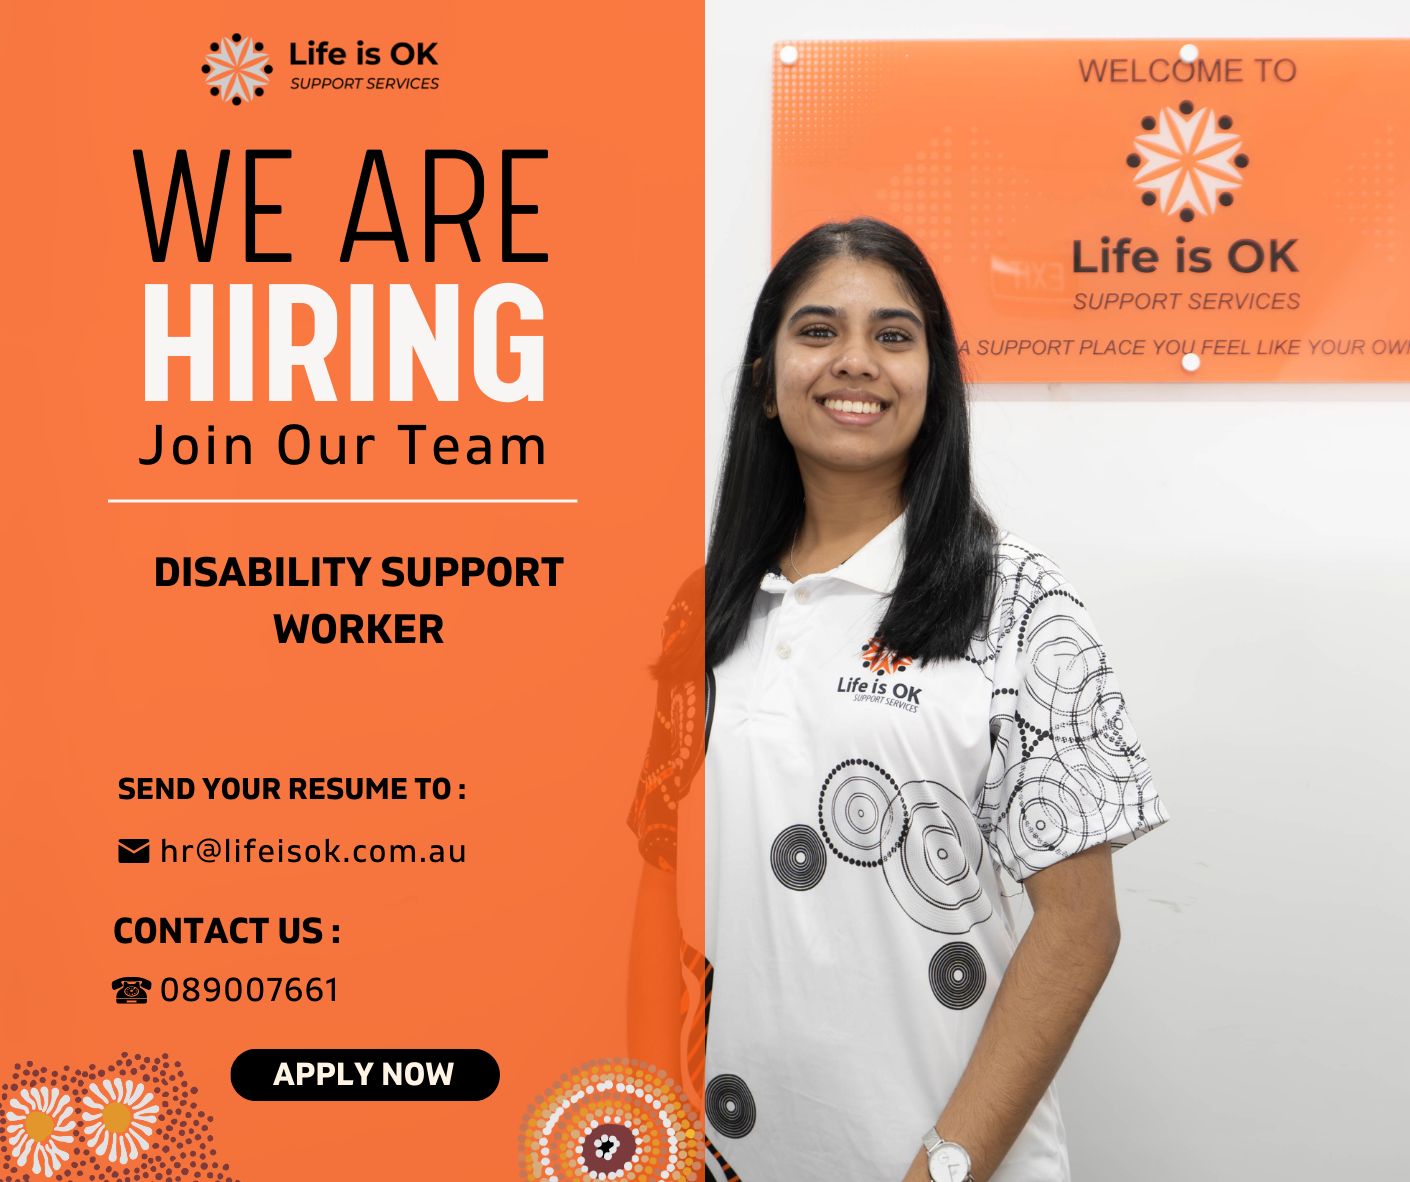 Life is OK
SUPPORT SERVICES
WE ARE
HIRING
Join Our Team
DISABILITY SUPPORT
WORKER
SEND YOUR RESUME TO :
hr@lifeisok.com.au
CONTACT US :
089007661
APPLY NOW
WELCOME TO
Life is OK
SUPPORT SERVICES
A SUPPORT PLACE YOU FEEL LIKE YOUR OW
EXIT
Life is OK
SUPPORT SERVICES